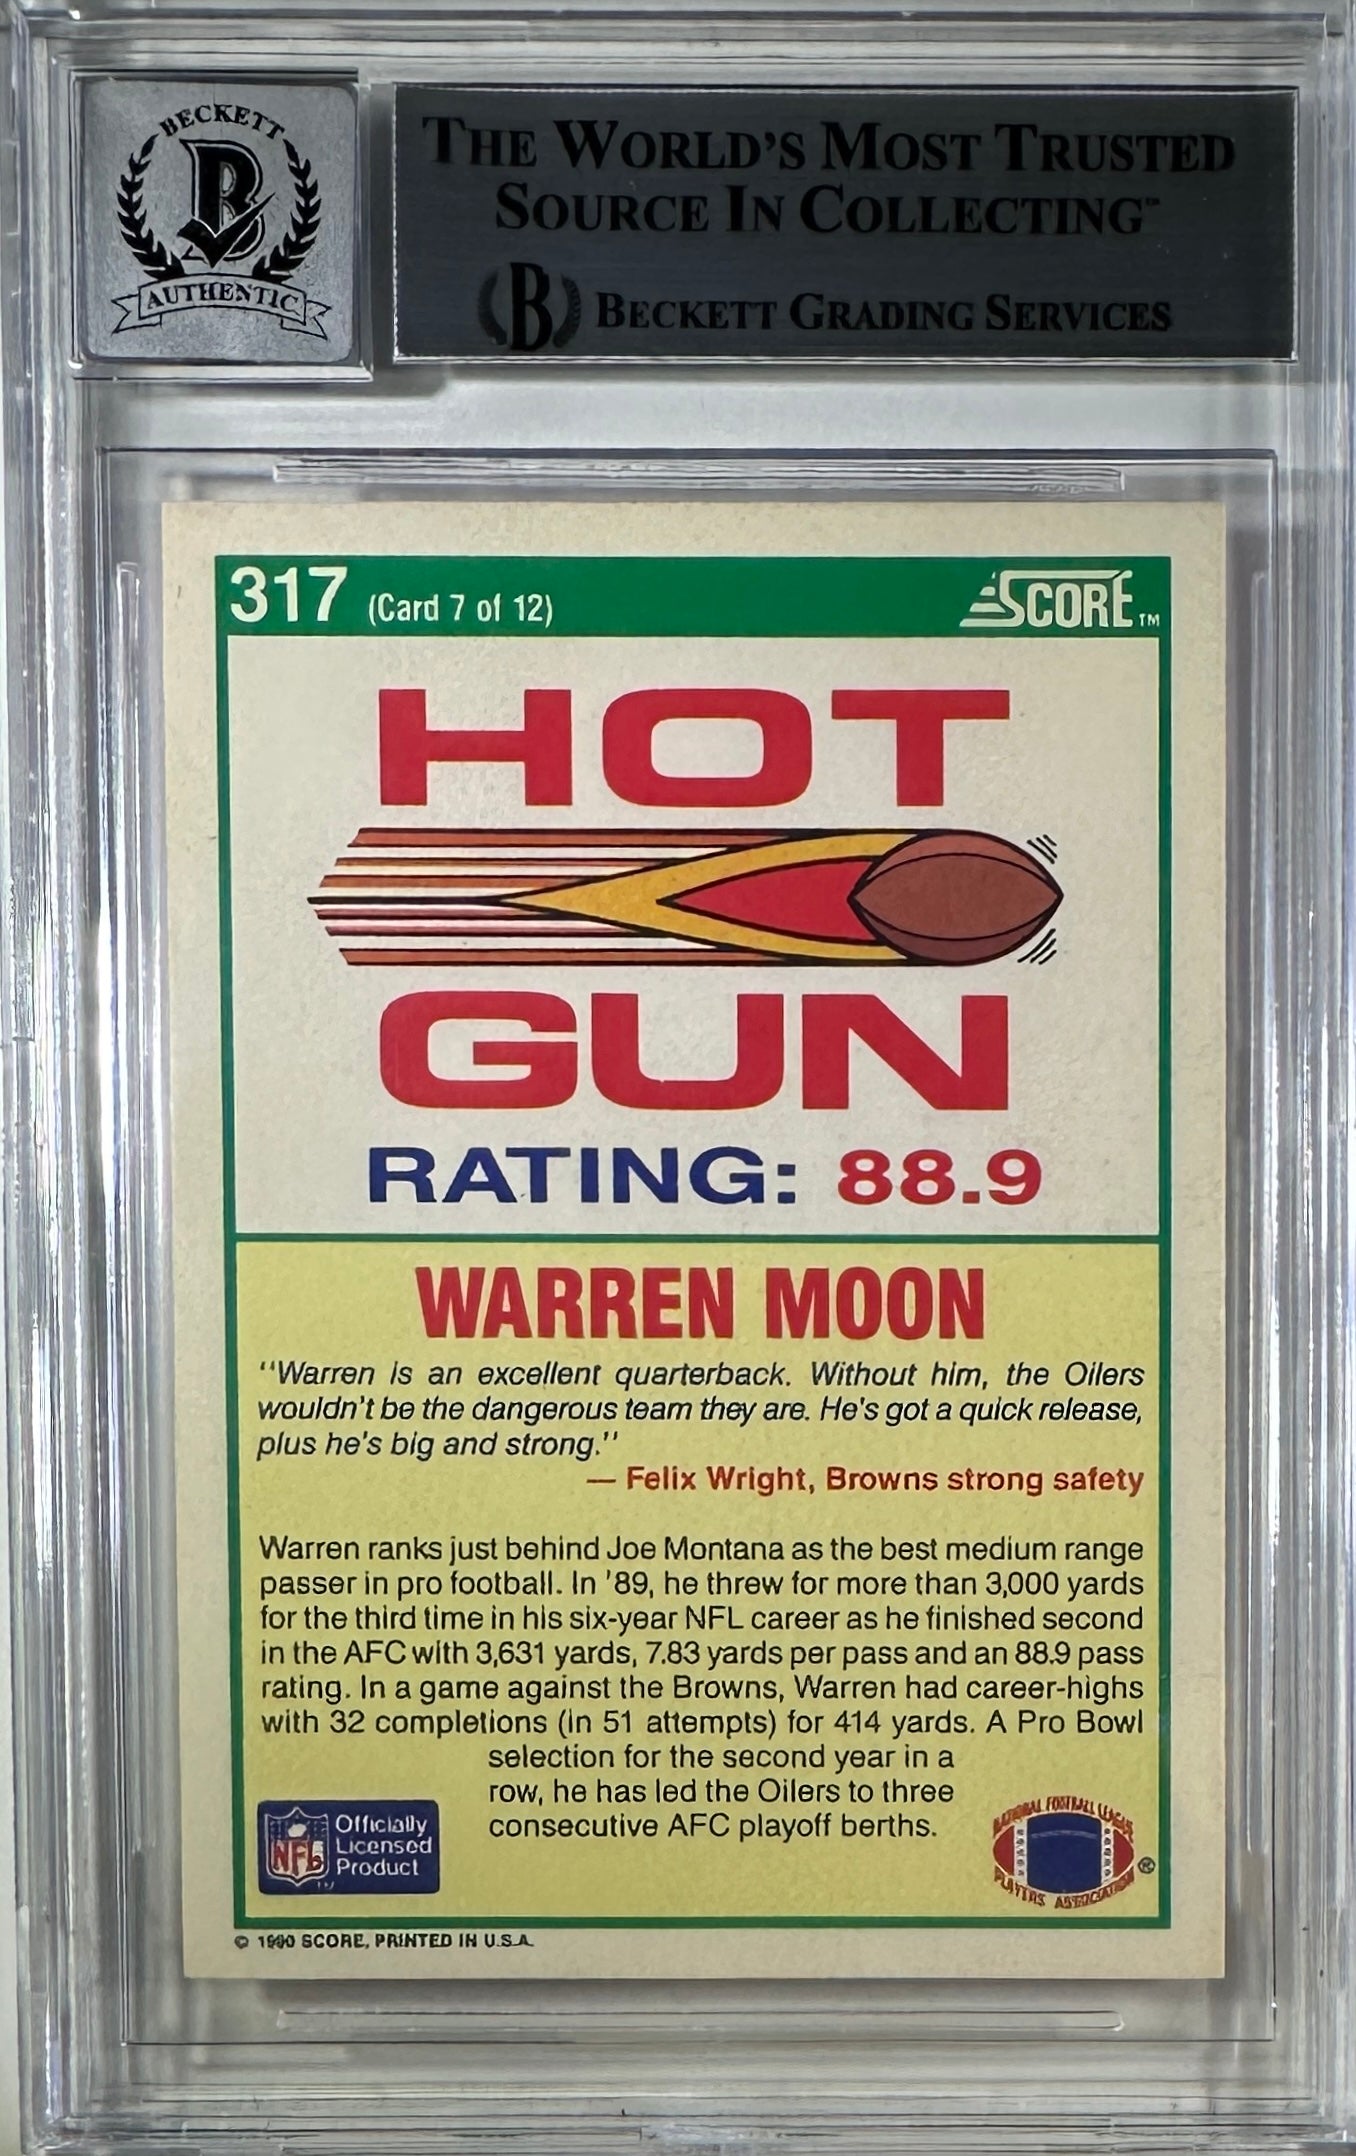 BECKETT
B
AUTHENTIC
THE WORLD'S MOST TRUSTED
SOURCE IN COLLECTING™
B BECKETT GRADING SERVICES
317 (Card 7 of 12) SCORE™
HOT
GUN
RATING: 88.9
WARREN MOON
"Warren is an excellent quarterback. Without him, the Oilers
wouldn't be the dangerous team they are. He's got a quick release,
plus he's big and strong."
— Felix Wright, Browns strong safety
Warren ranks just behind Joe Montana as the best medium range
passer in pro football. In '89, he threw for more than 3,000 yards
for the third time in his six-year NFL career as he finished second
in the AFC with 3,631 yards, 7.83 yards per pass and an 88.9 pass
rating. In a game against the Browns, Warren had career-highs
with 32 completions (in 51 attempts) for 414 yards. A Pro Bowl
selection for the second year in a
row, he has led the Oilers to three
consecutive AFC playoff berths.
NFL
TM
Officially
Licensed
Product
NATIONAL FOOTBALL LEAGUE
PLAYERS ASSOCIATION
®
© 1990 SCORE, PRINTED IN U.S.A.